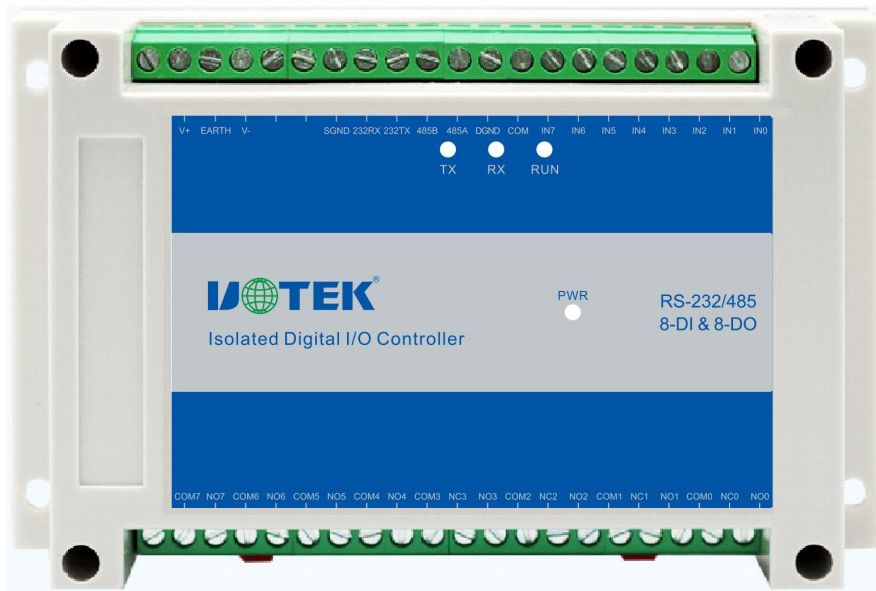 V+ EARTH V- SGND 232RX 232TX 485B 485A DGND COM IN7 IN6 IN5 IN4 IN3 IN2 IN1 IN0
TX RX RUN
UOTEK®
Isolated Digital I/O Controller
PWR
RS-232/485
8-DI & 8-DO
COM7 NO7 COM6 NO6 COM5 NO5 COM4 NO4 COM3 NC3 NO3 COM2 NC2 NO2 COM1 NC1 NO1 COM0 NC0 NO0